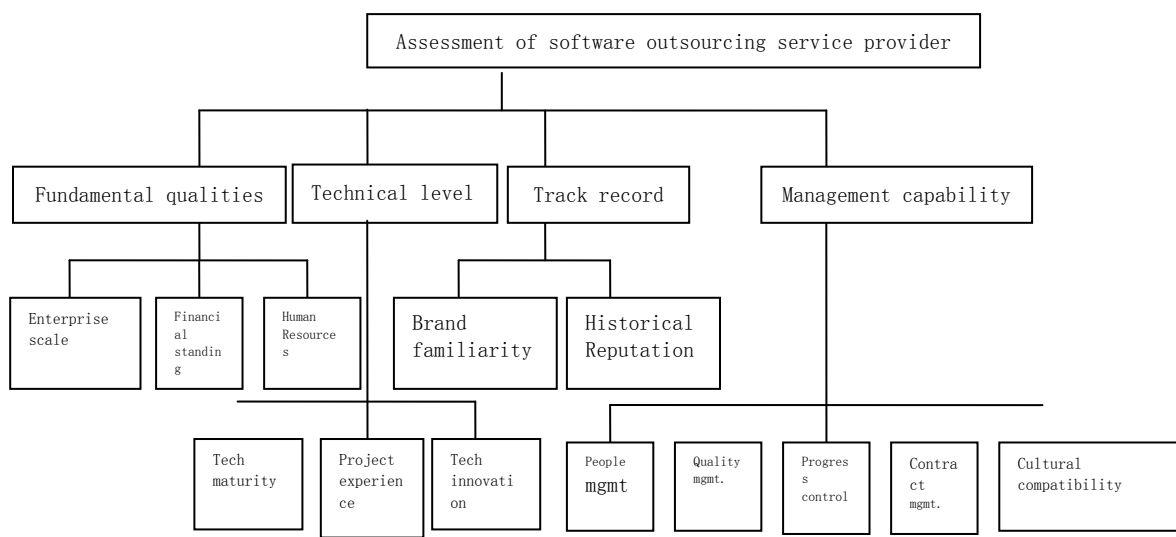 Assessment of software outsourcing service provider
Fundamental qualities
Technical level
Track record
Management capability
Enterprise
scale
Financi
al
standin
g
Human
Resource
s
Brand
familiarity
Historical
Reputation
Tech
maturity
Project
experien
ce
Tech
innovati
on
People
mgmt
Quality
mgmt.
Progres
s
control
Contra
ct
mgmt.
Cultural
compatibility